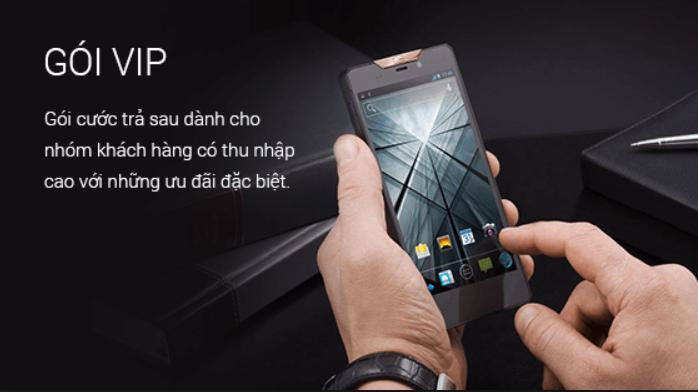 GÓI VIP
Gói cước trả sau dành cho
nhóm khách hàng có thu nhập
cao với những ưu đãi đặc biệt.